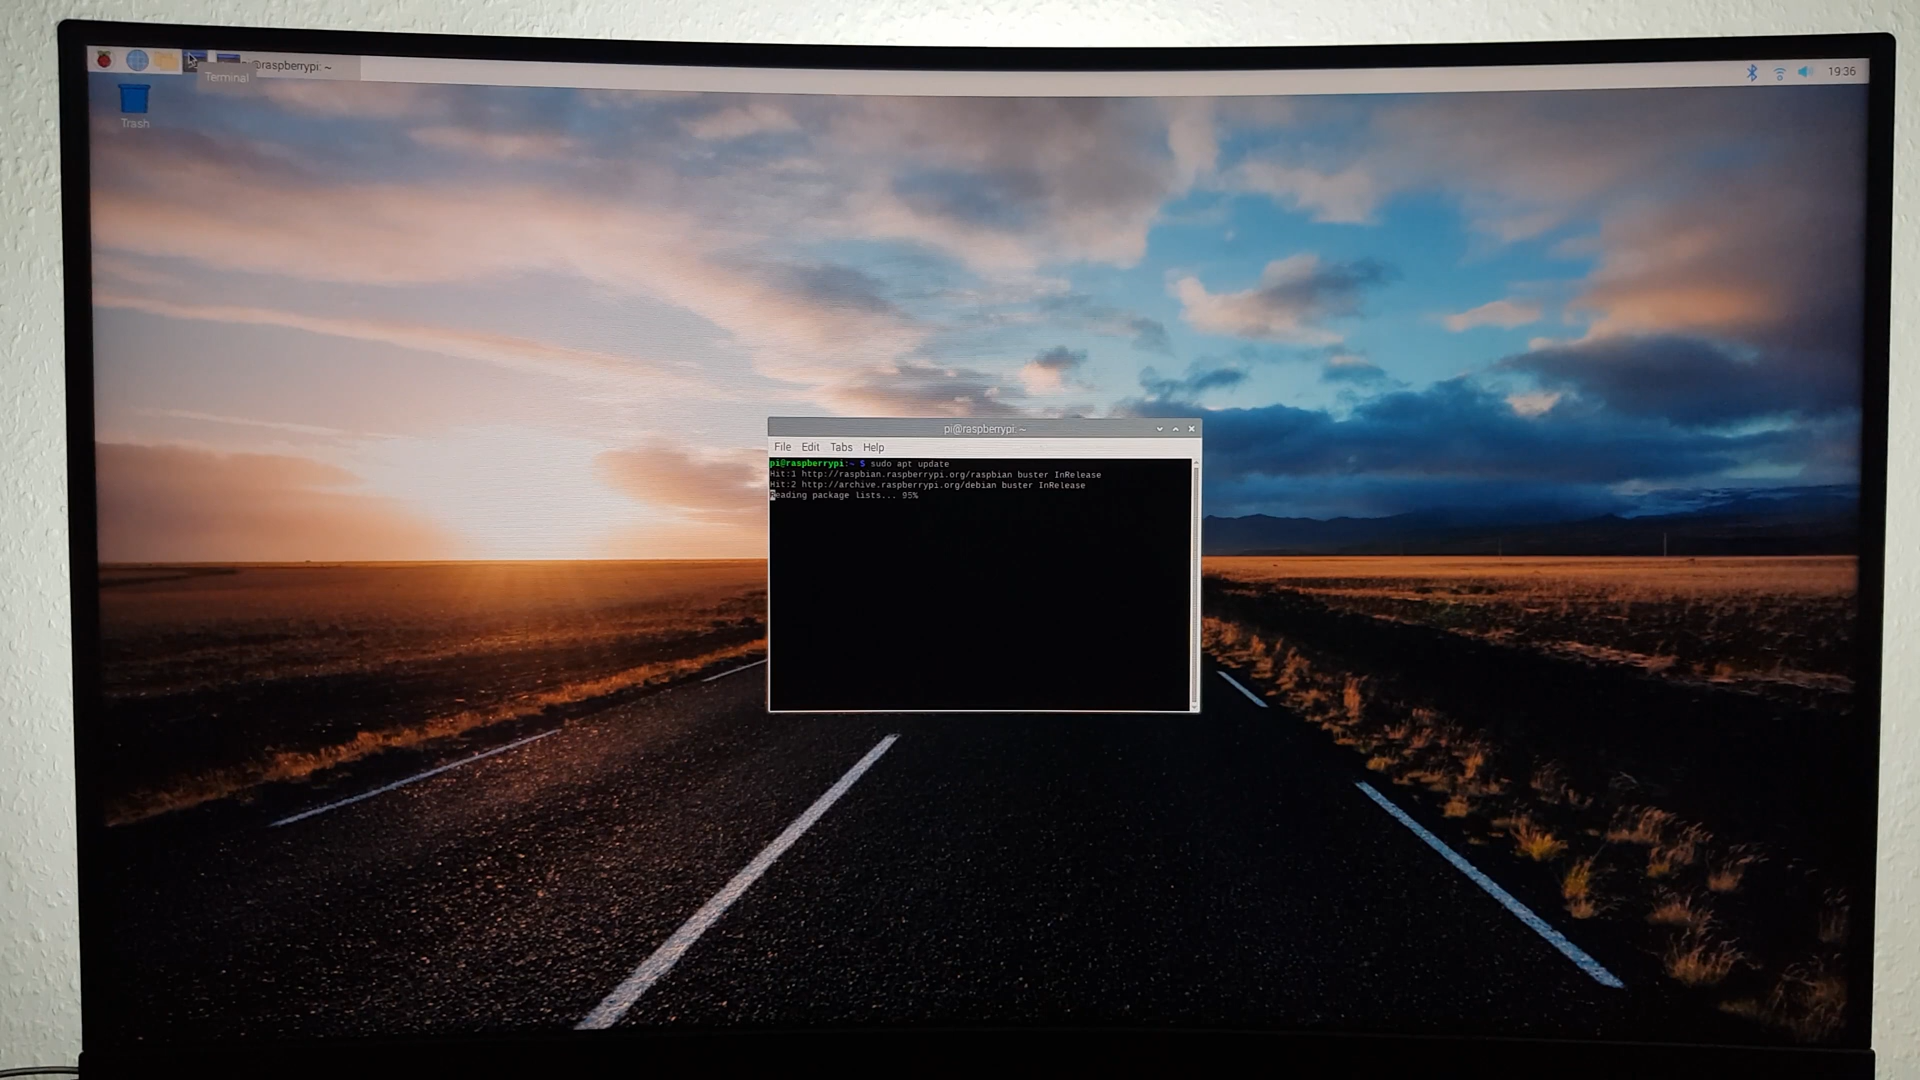 pi@raspberrypi: ~
19:36
Terminal
Trash
pi@raspberrypi: ~
File Edit Tabs Help
pi@raspberrypi:~ $ sudo apt update
Hit:1 http://raspbian.raspberrypi.org/raspbian buster InRelease
Hit:2 http://archive.raspberrypi.org/debian buster InRelease
Reading package lists... 95%